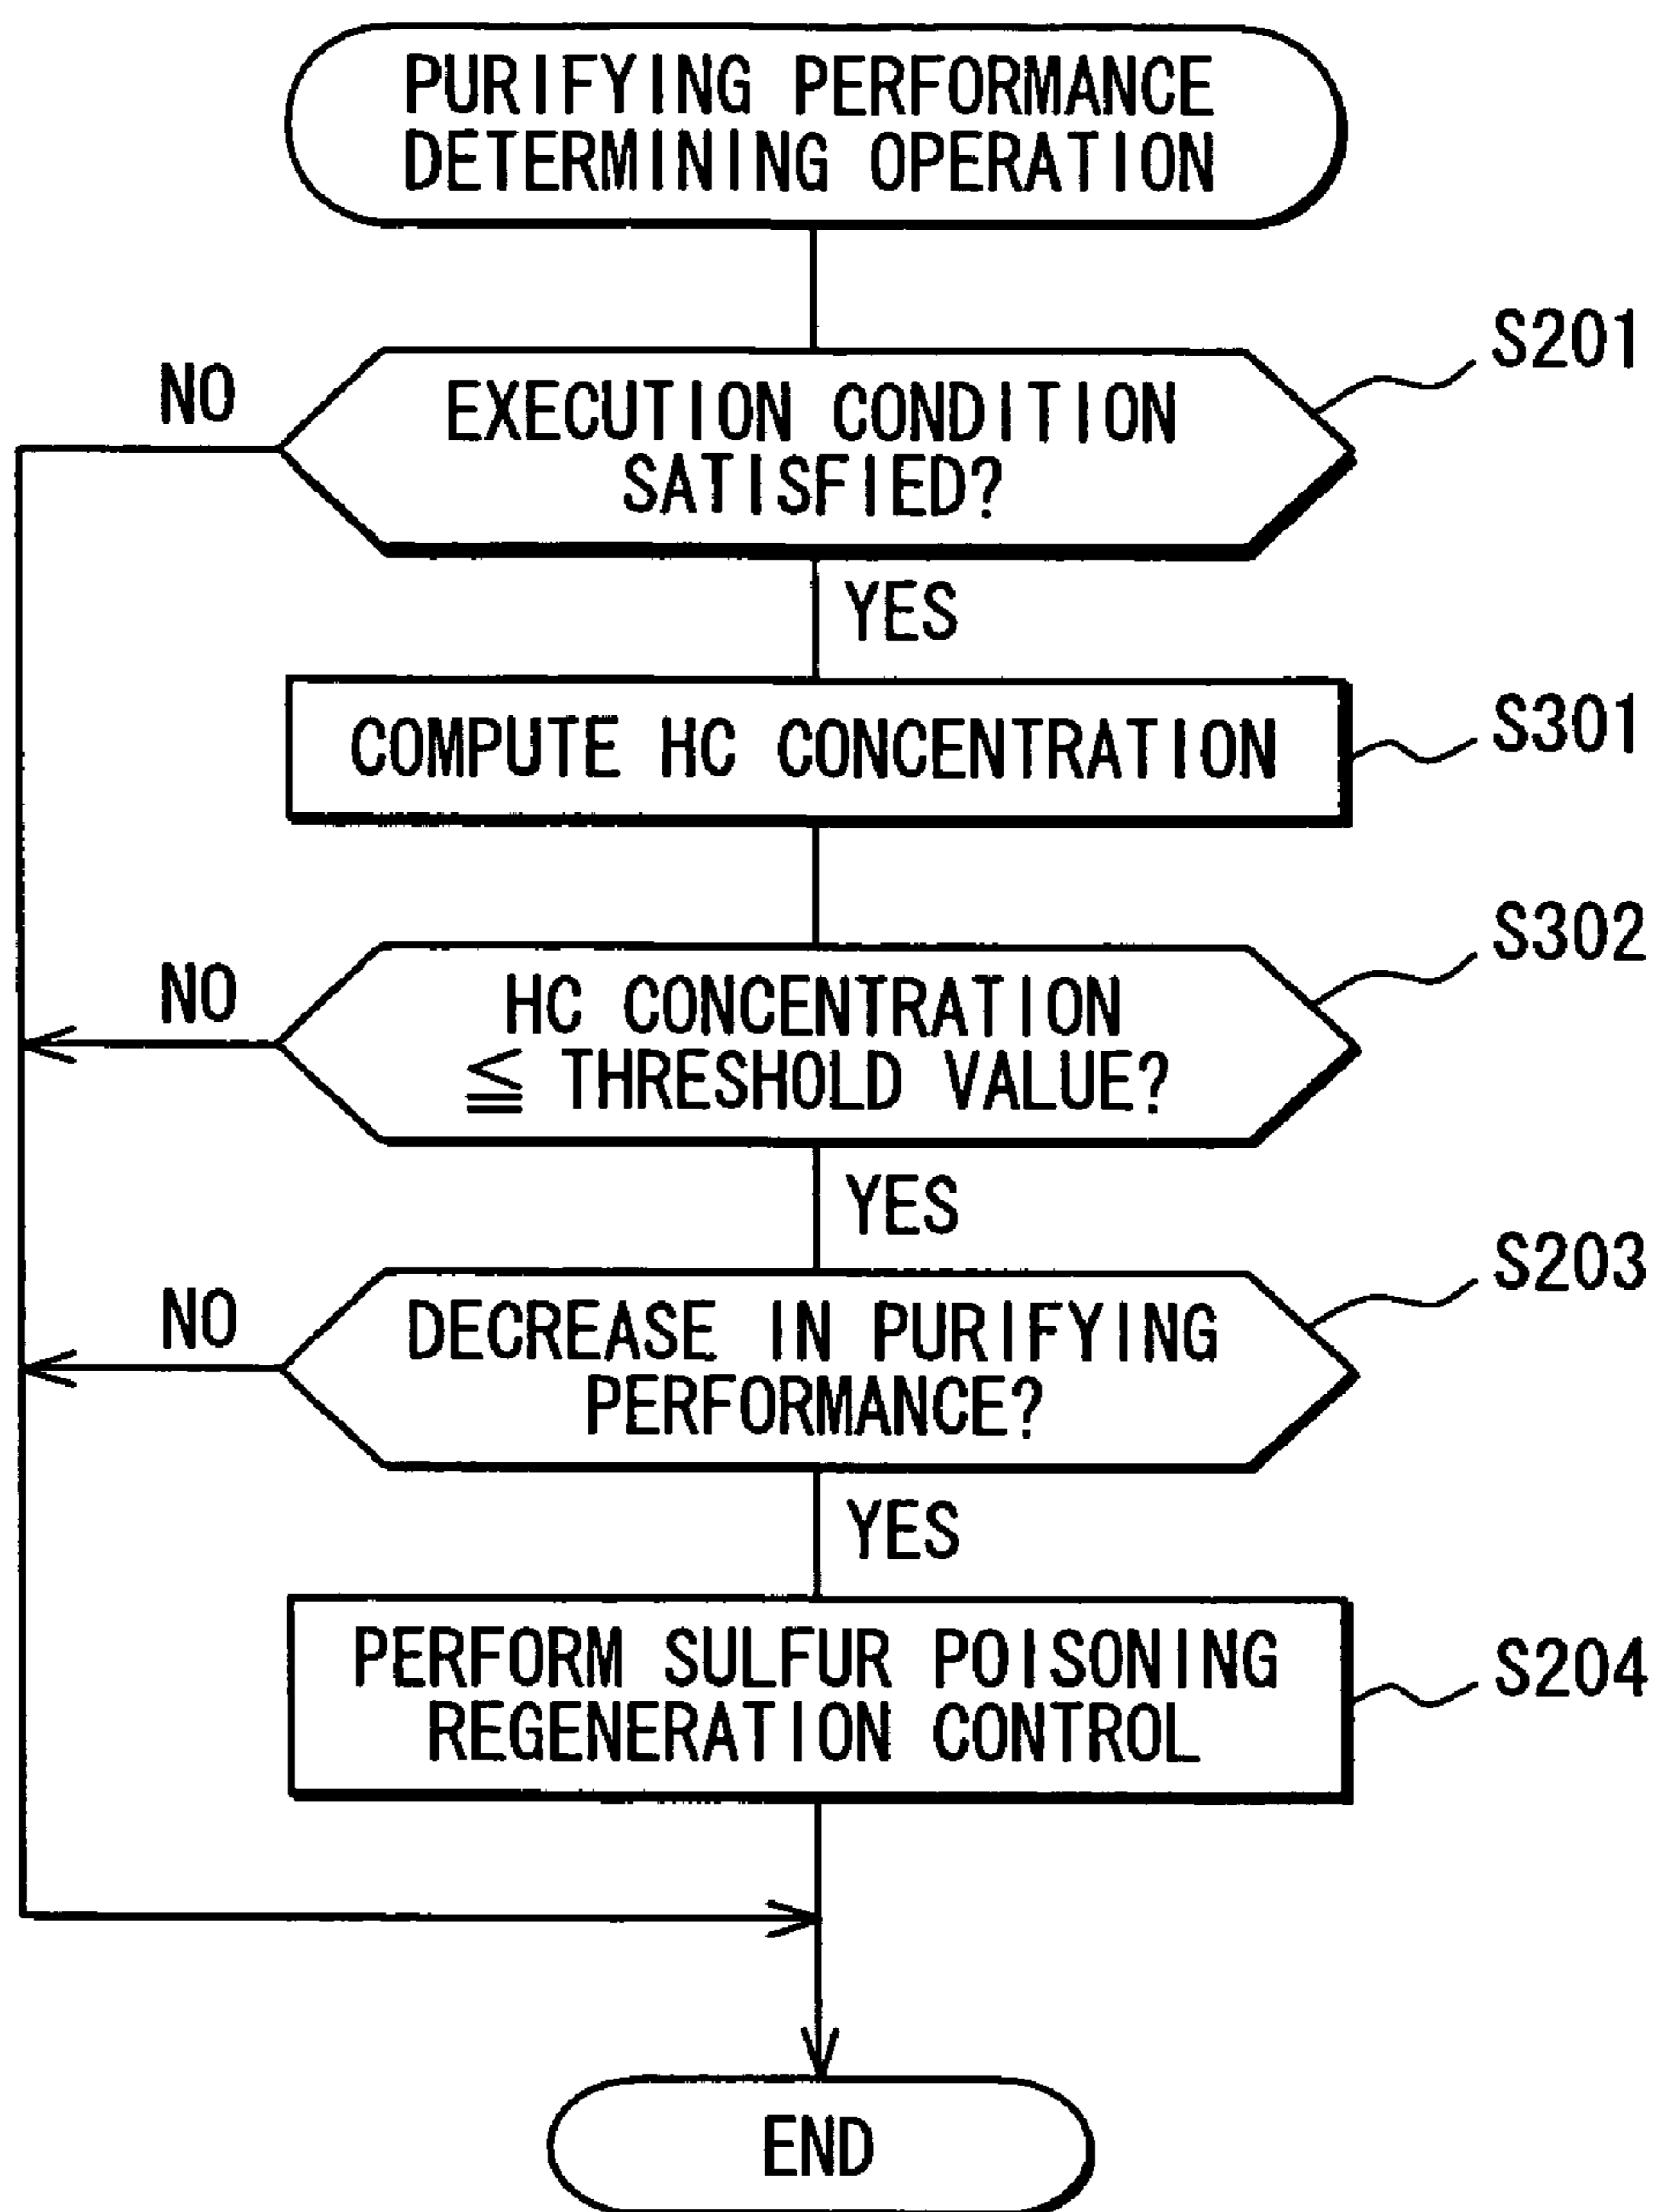 PURIFYING PERFORMANCE
DETERMINING OPERATION
S201
NO
EXECUTION CONDITION
SATISFIED?
YES
S301
COMPUTE HC CONCENTRATION
S302
NO
HC CONCENTRATION
≦ THRESHOLD VALUE?
YES
S203
NO
DECREASE IN PURIFYING
PERFORMANCE?
YES
S204
PERFORM SULFUR POISONING
REGENERATION CONTROL
END